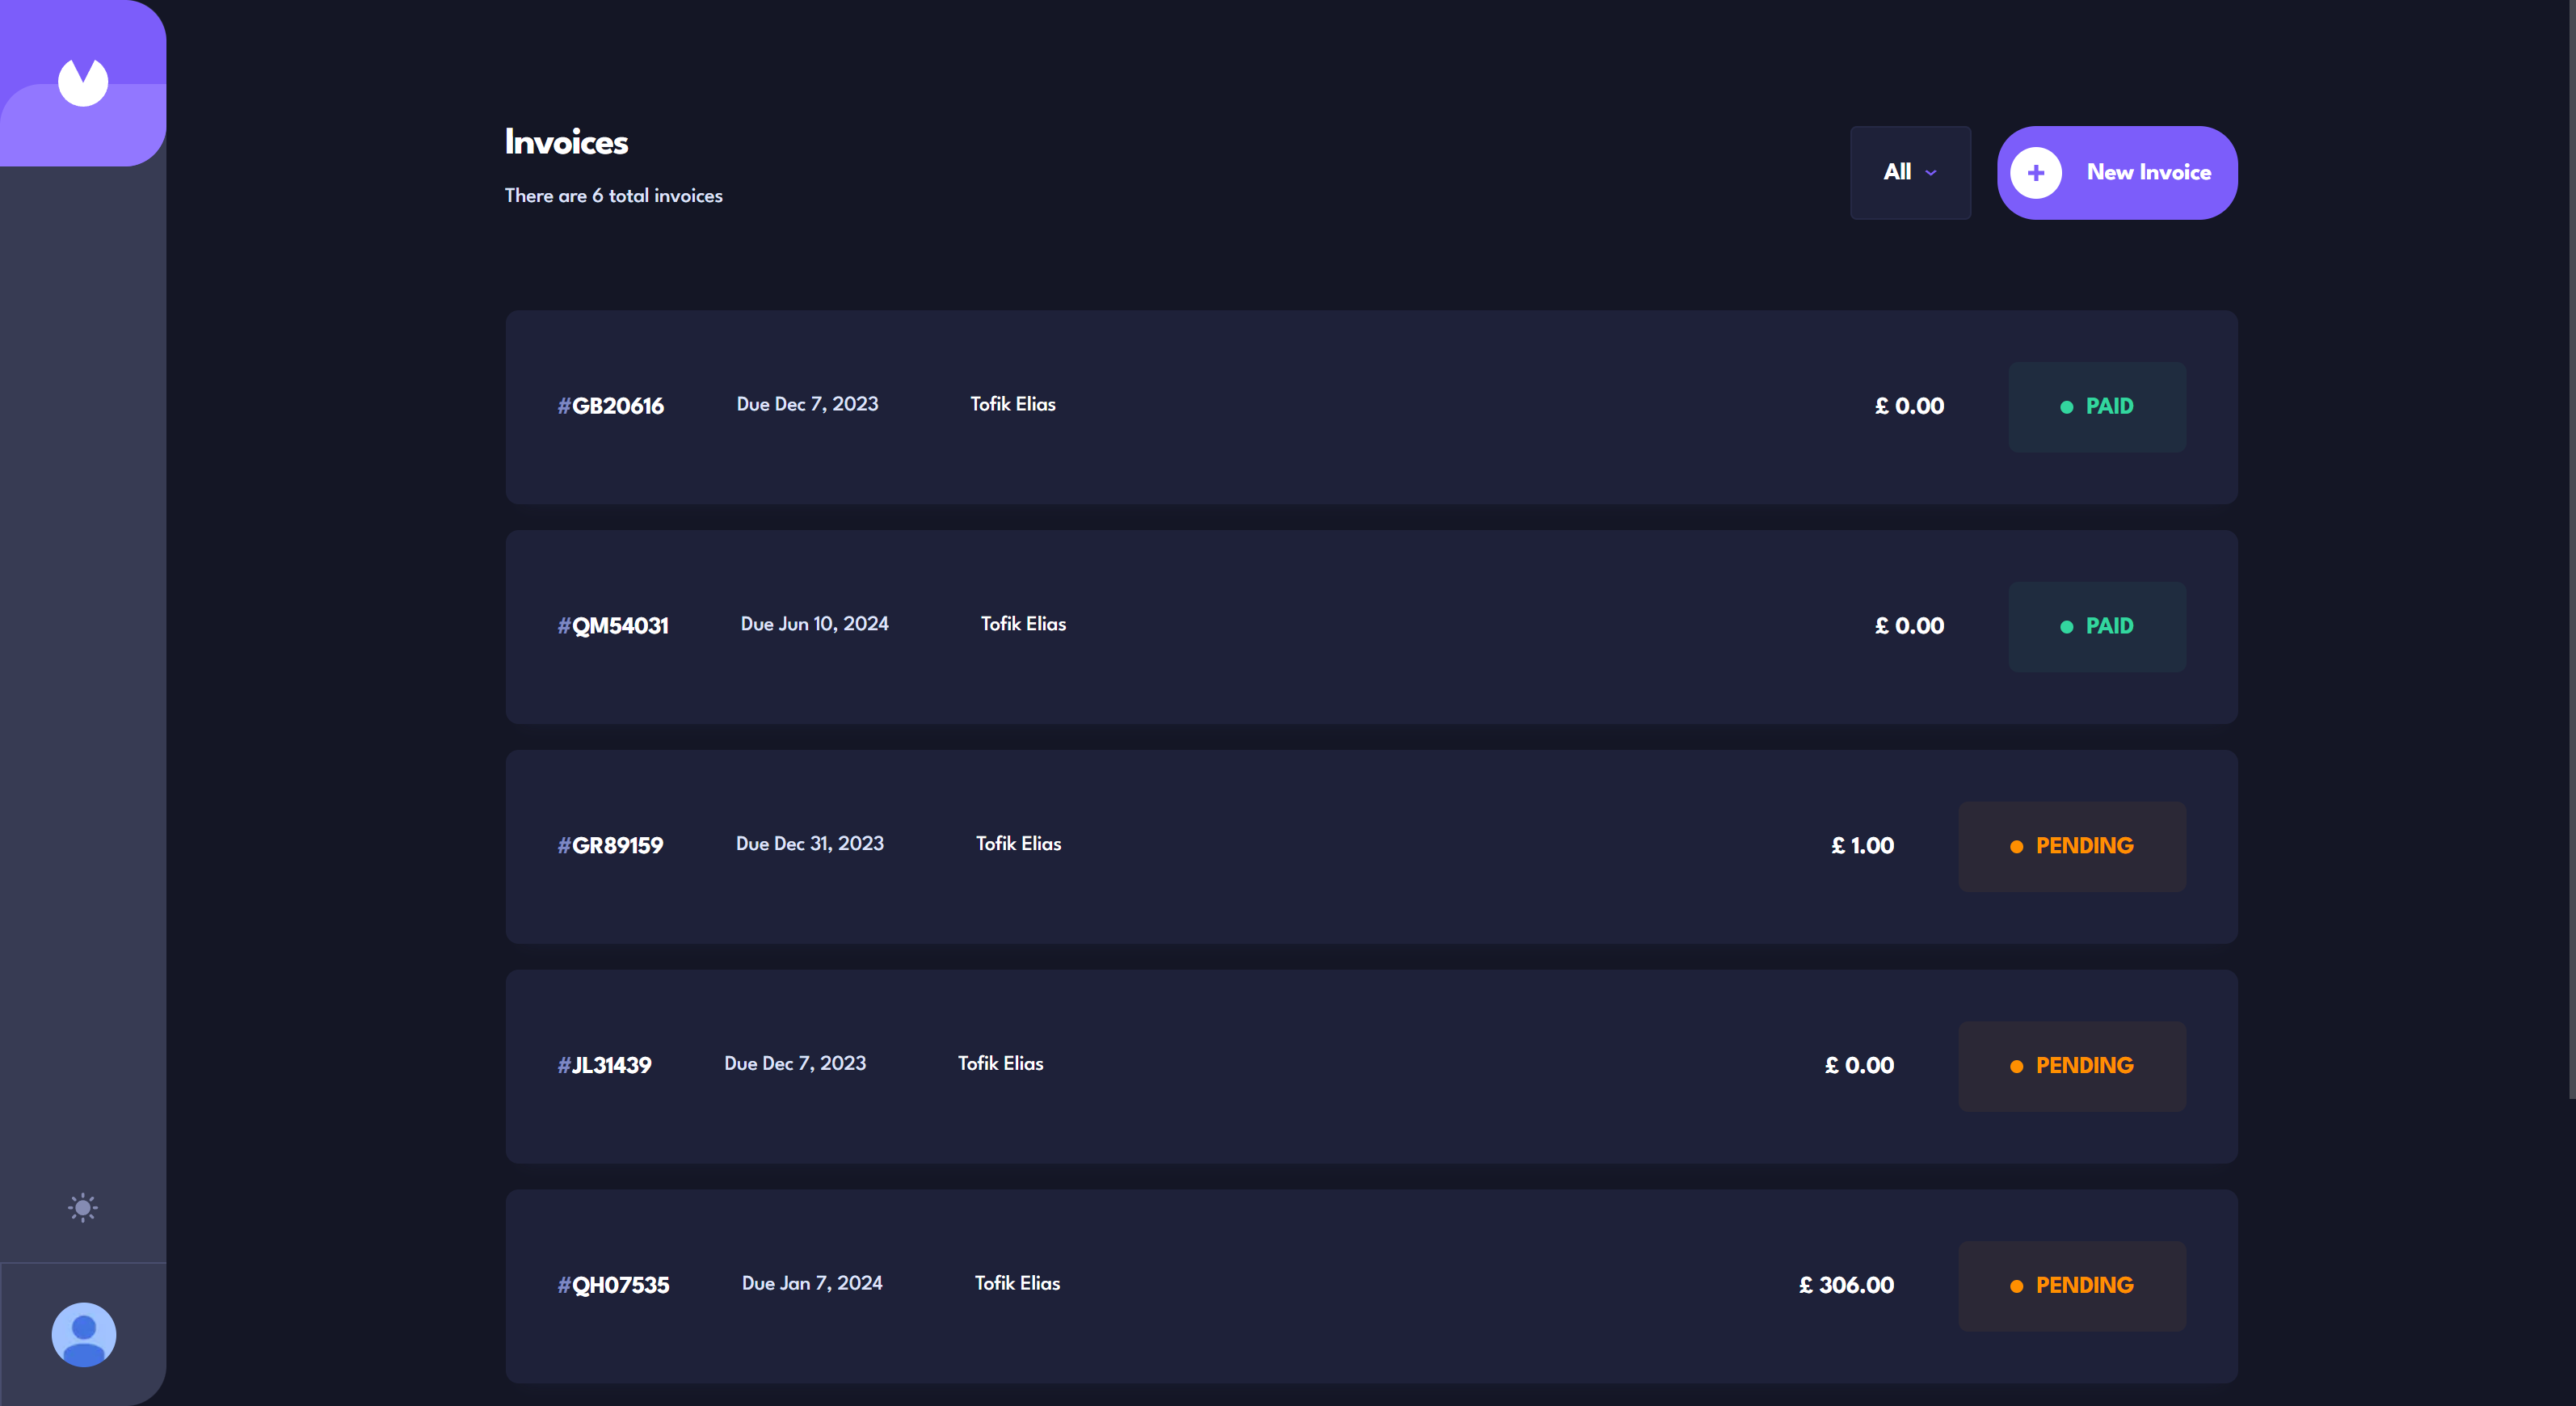 Invoices
There are 6 total invoices
All
New Invoice
#GB20616 Due Dec 7, 2023 Tofik Elias £ 0.00 PAID
#QM54031 Due Jun 10, 2024 Tofik Elias £ 0.00 PAID
#GR89159 Due Dec 31, 2023 Tofik Elias £ 1.00 PENDING
#JL31439 Due Dec 7, 2023 Tofik Elias £ 0.00 PENDING
#QH07535 Due Jan 7, 2024 Tofik Elias £ 306.00 PENDING